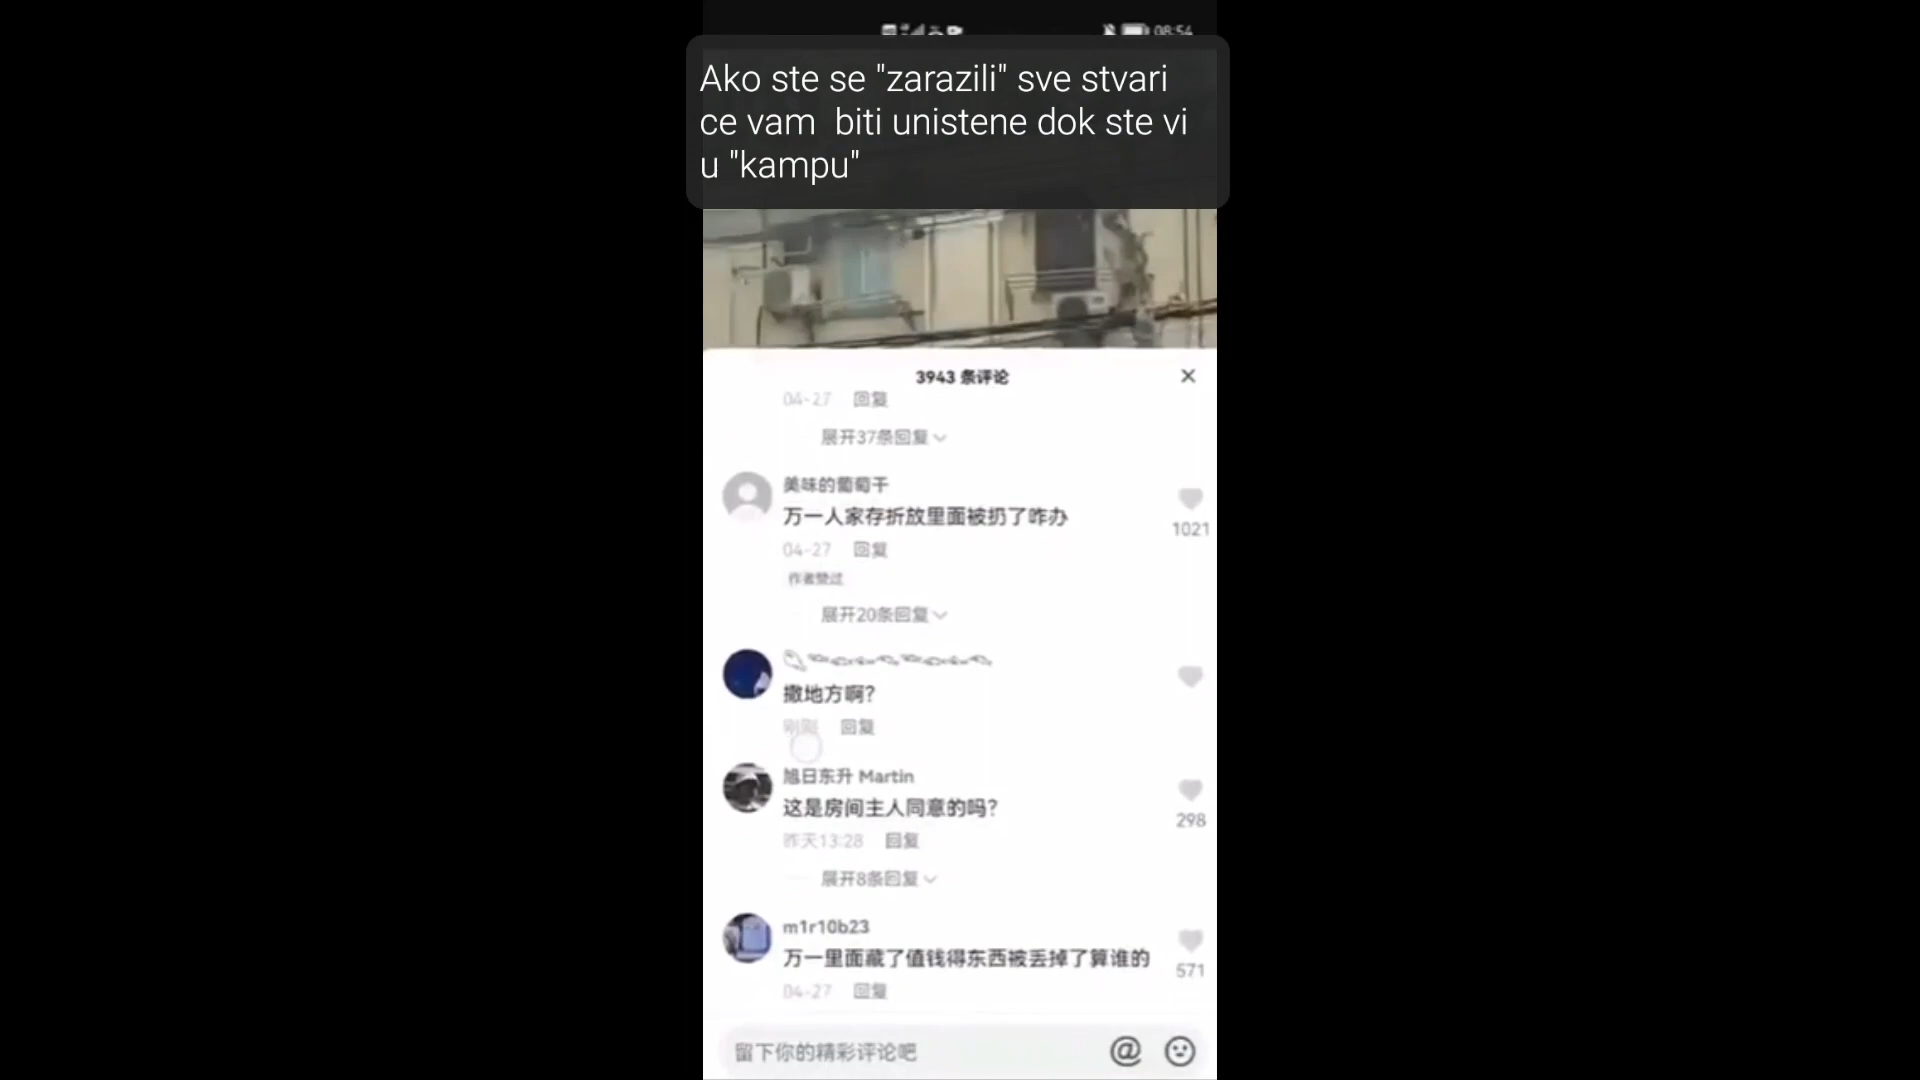 08:54
Ako ste se "zarazili" sve stvari
ce vam  biti unistene dok ste vi
u "kampu"
3943 条评论
04-27 回复
展开37条回复
美味的葡萄干
万一人家存折放里面被扔了咋办
1021
04-27 回复
作者赞过
展开20条回复
撒地方啊?
刚刚 回复
旭日东升 Martin
这是房间主人同意的吗?
298
昨天13:28 回复
展开8条回复
m1r10b23
万一里面藏了值钱得东西被丢掉了算谁的
571
04-27 回复
留下你的精彩评论吧